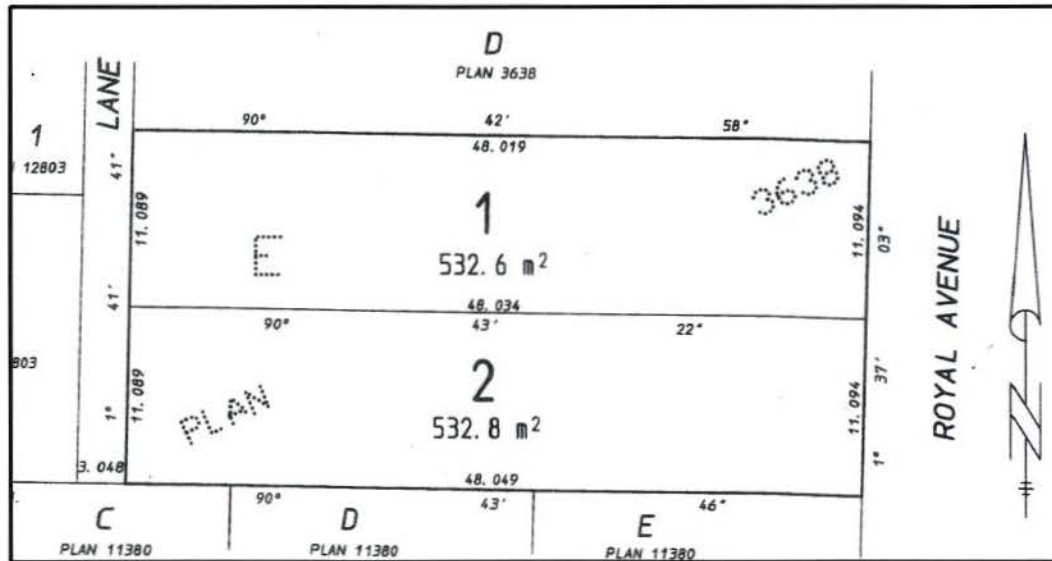 D
PLAN 3638
LANE
90° 42' 58"
48.019
1
12803
41"
11.089
1
3638
11.094
03"
E
532.6 m²
ROYAL AVENUE
48.034
41'
90° 43' 22"
803
2
37'
11.089
PLAN
532.8 m²
11.094
1°
1°
3.048
48.049
90° 43' 46"
C
D
E
PLAN 11380
PLAN 11380
PLAN 11380
N